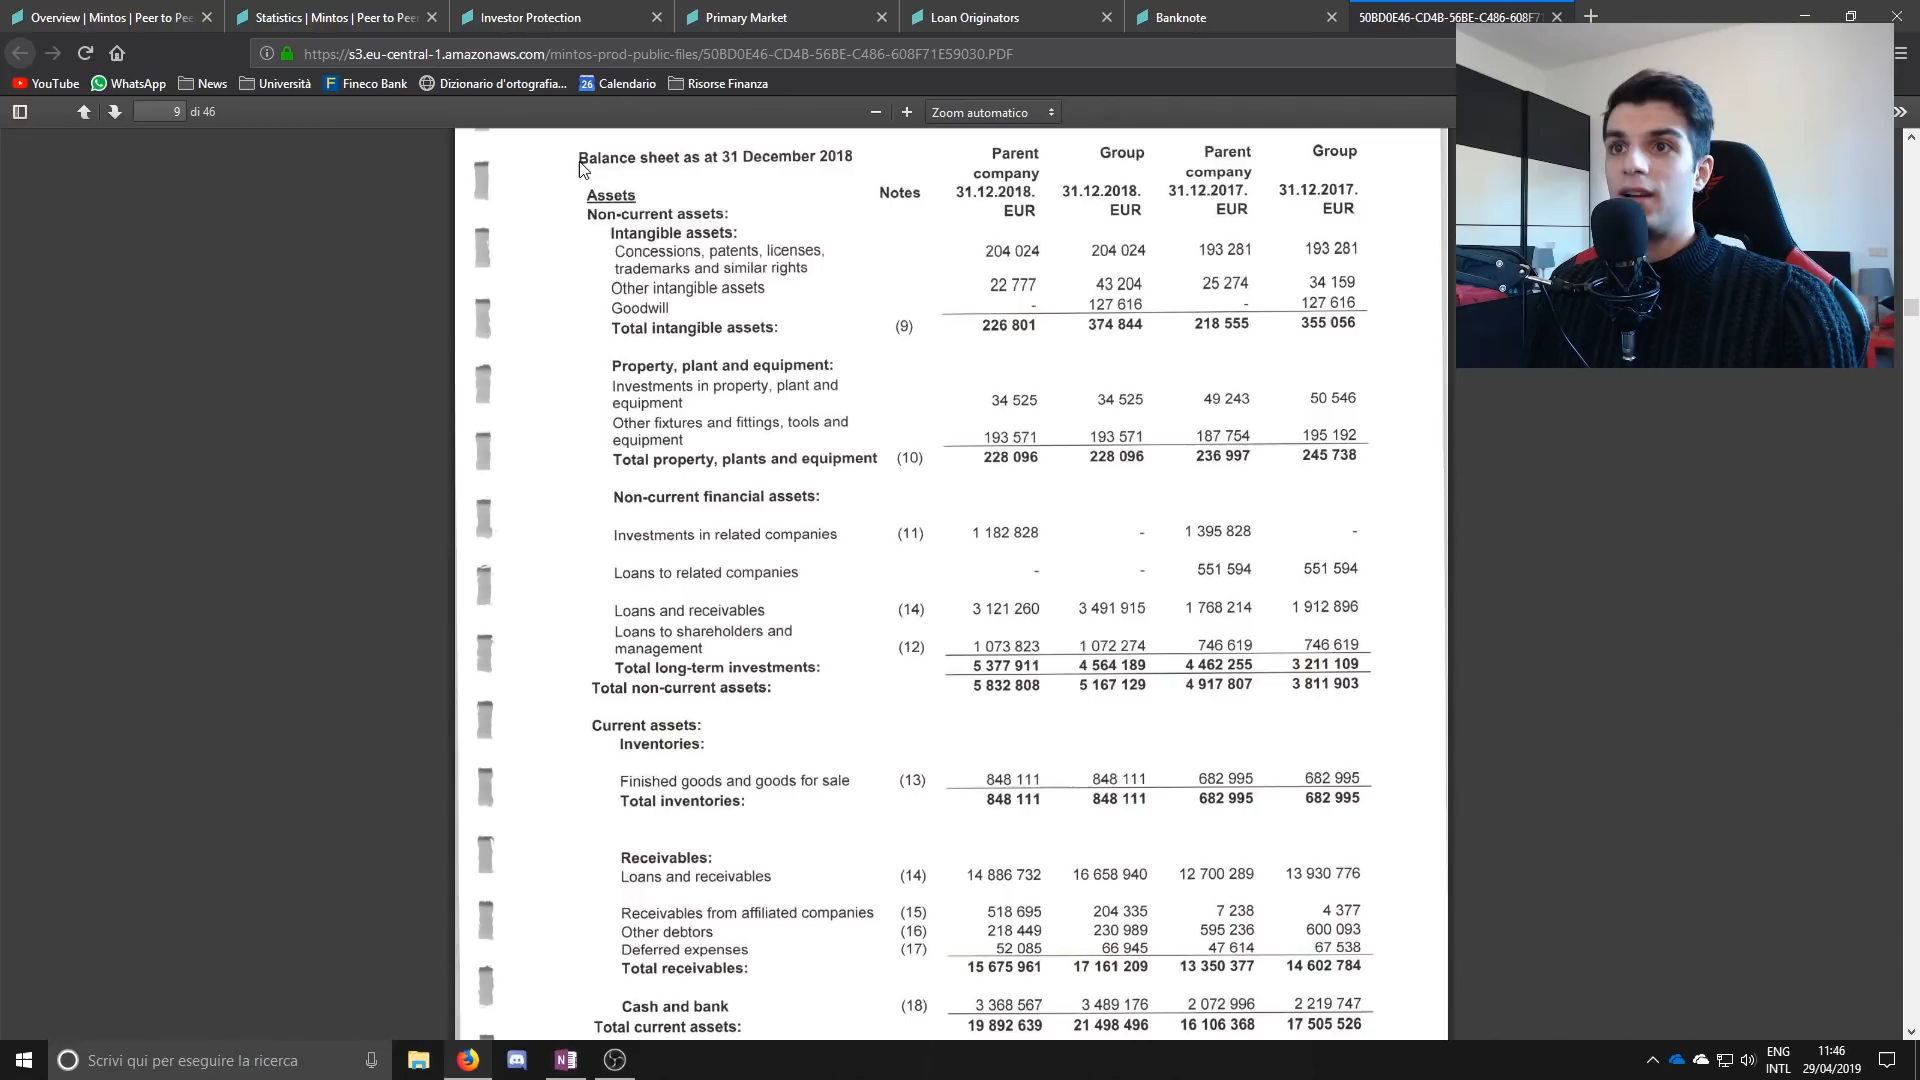 Overview | Mintos | Peer to Pee
Statistics | Mintos | Peer to Pee
Investor Protection
Primary Market
Loan Originators
Banknote
50BD0E46-CD4B-56BE-C486-608F71
https://s3.eu-central-1.amazonaws.com/mintos-prod-public-files/50BD0E46-CD4B-56BE-C486-608F71E59030.PDF
YouTube WhatsApp News Università Fineco Bank Dizionario d'ortografia... 26 Calendario Risorse Finanza
9 di 46 Zoom automatico
Balance sheet as at 31 December 2018 Parent Group Parent Group
company company
Assets Notes 31.12.2018. 31.12.2018. 31.12.2017. 31.12.2017.
Non-current assets: EUR EUR EUR EUR
Intangible assets:
Concessions, patents, licenses, 204 024 204 024 193 281 193 281
trademarks and similar rights
Other intangible assets 22 777 43 204 25 274 34 159
Goodwill - 127 616 - 127 616
Total intangible assets: (9) 226 801 374 844 218 555 355 056
Property, plant and equipment:
Investments in property, plant and
equipment 34 525 34 525 49 243 50 546
Other fixtures and fittings, tools and
equipment 193 571 193 571 187 754 195 192
Total property, plants and equipment (10) 228 096 228 096 236 997 245 738
Non-current financial assets:
Investments in related companies (11) 1 182 828 - 1 395 828 -
Loans to related companies - - 551 594 551 594
Loans and receivables (14) 3 121 260 3 491 915 1 768 214 1 912 896
Loans to shareholders and
management (12) 1 073 823 1 072 274 746 619 746 619
Total long-term investments: 5 377 911 4 564 189 4 462 255 3 211 109
Total non-current assets: 5 832 808 5 167 129 4 917 807 3 811 903
Current assets:
Inventories:
Finished goods and goods for sale (13) 848 111 848 111 682 995 682 995
Total inventories: 848 111 848 111 682 995 682 995
Receivables:
Loans and receivables (14) 14 886 732 16 658 940 12 700 289 13 930 776
Receivables from affiliated companies (15) 518 695 204 335 7 238 4 377
Other debtors (16) 218 449 230 989 595 236 600 093
Deferred expenses (17) 52 085 66 945 47 614 67 538
Total receivables: 15 675 961 17 161 209 13 350 377 14 602 784
Cash and bank (18) 3 368 567 3 489 176 2 072 996 2 219 747
Total current assets: 19 892 639 21 498 496 16 106 368 17 505 526
Scrivi qui per eseguire la ricerca
ENG
INTL
11:46
29/04/2019